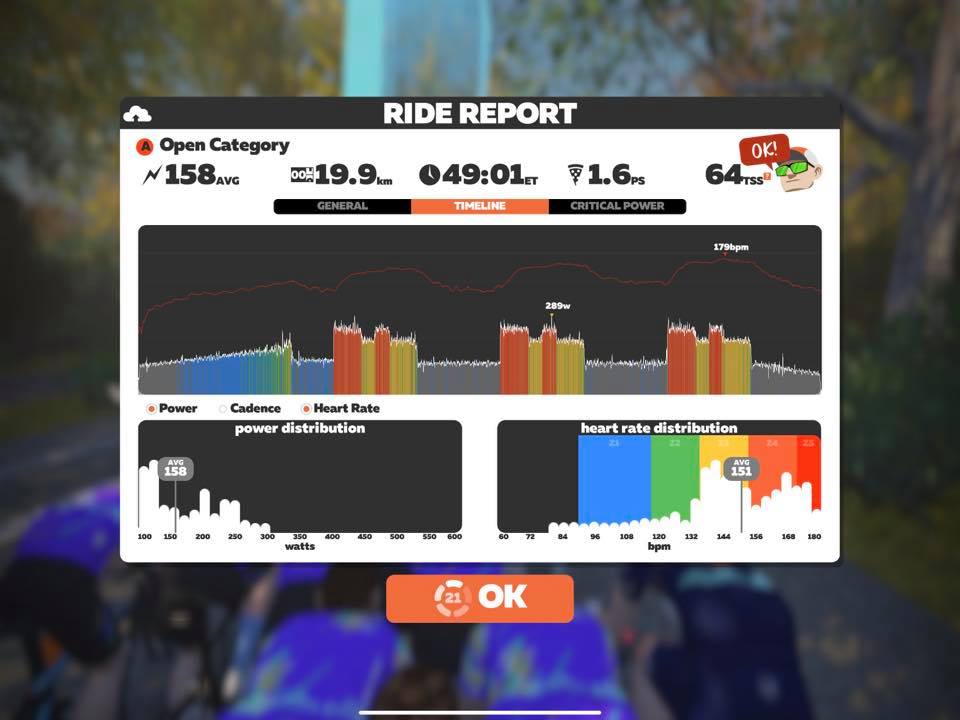 RIDE REPORT
A Open Category
OK!
158AVG 19.9km 49:01ET 1.6PS 64TSS?
GENERAL TIMELINE CRITICAL POWER
179bpm
289w
Power Cadence Heart Rate
power distribution
AVG
158
100 150 200 250 300 350 400 450 500 550 600
watts
heart rate distribution
Z1 Z2 Z3 Z4 Z5
AVG
151
60 72 84 96 108 120 132 144 156 168 180
bpm
21 OK